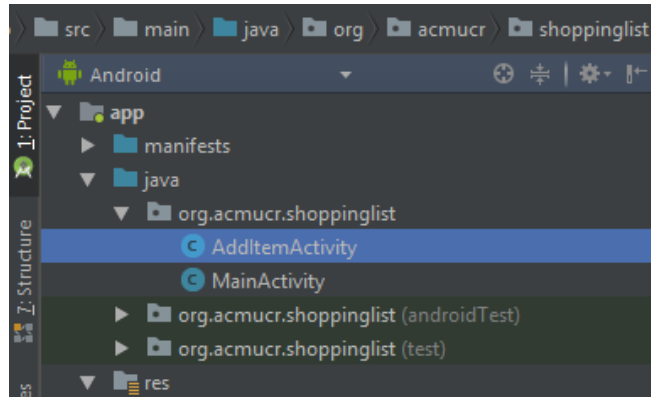 src main java org acmucr shoppinglist
Android
1: Project
app
manifests
java
org.acmucr.shoppinglist
AddItemActivity
MainActivity
org.acmucr.shoppinglist (androidTest)
org.acmucr.shoppinglist (test)
res
7: Structure